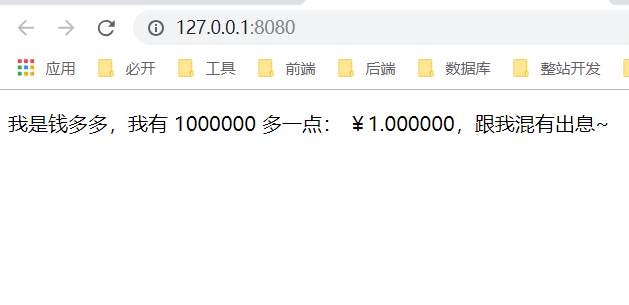 127.0.0.1:8080
应用 必开 工具 前端 后端 数据库 整站开发
我是钱多多，我有 1000000 多一点： ￥1.000000，跟我混有出息~